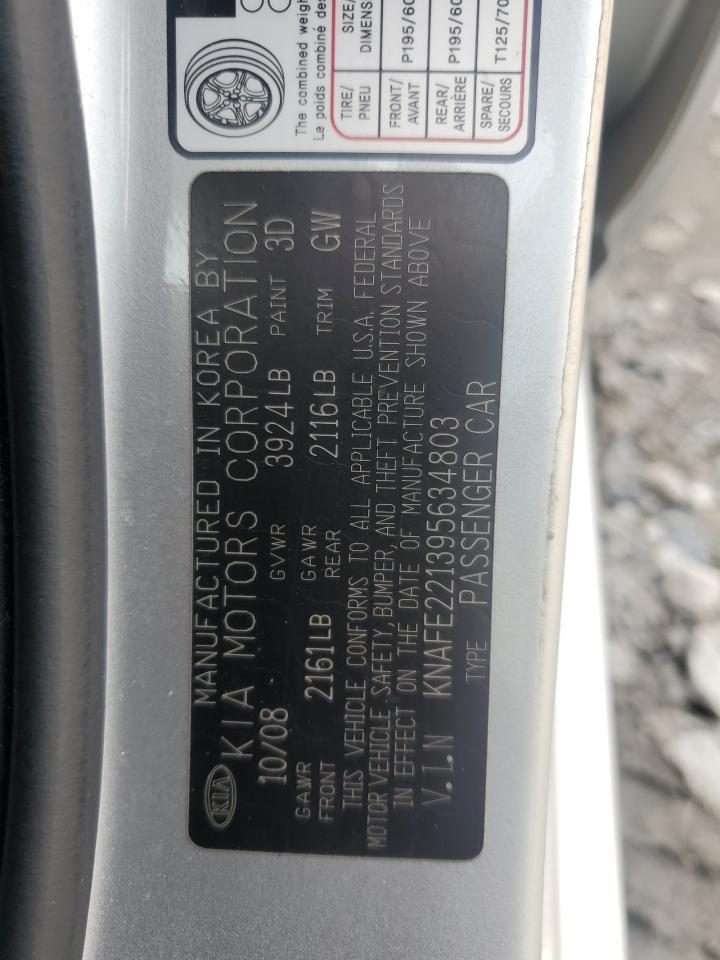 The combined weigh
Le poids combiné dec
TIRE/ PNEU SIZE/ DIMENS
FRONT/ AVANT P195/60
REAR/ ARRIÈRE P195/60
SPARE/ SECOURS T125/70
MANUFACTURED IN KOREA BY
KIA KIA MOTORS CORPORATION
10/08 GVWR 3924LB PAINT 3D
GAWR FRONT 2161LB GAWR REAR 2116LB TRIM GW
THIS VEHICLE CONFORMS TO ALL APPLICABLE U.S.A. FEDERAL
MOTOR VEHICLE SAFETY, BUMPER, AND THEFT PREVENTION STANDARDS
IN EFFECT ON THE DATE OF MANUFACTURE SHOWN ABOVE
V.I.N KNAFE221395634803
TYPE PASSENGER CAR